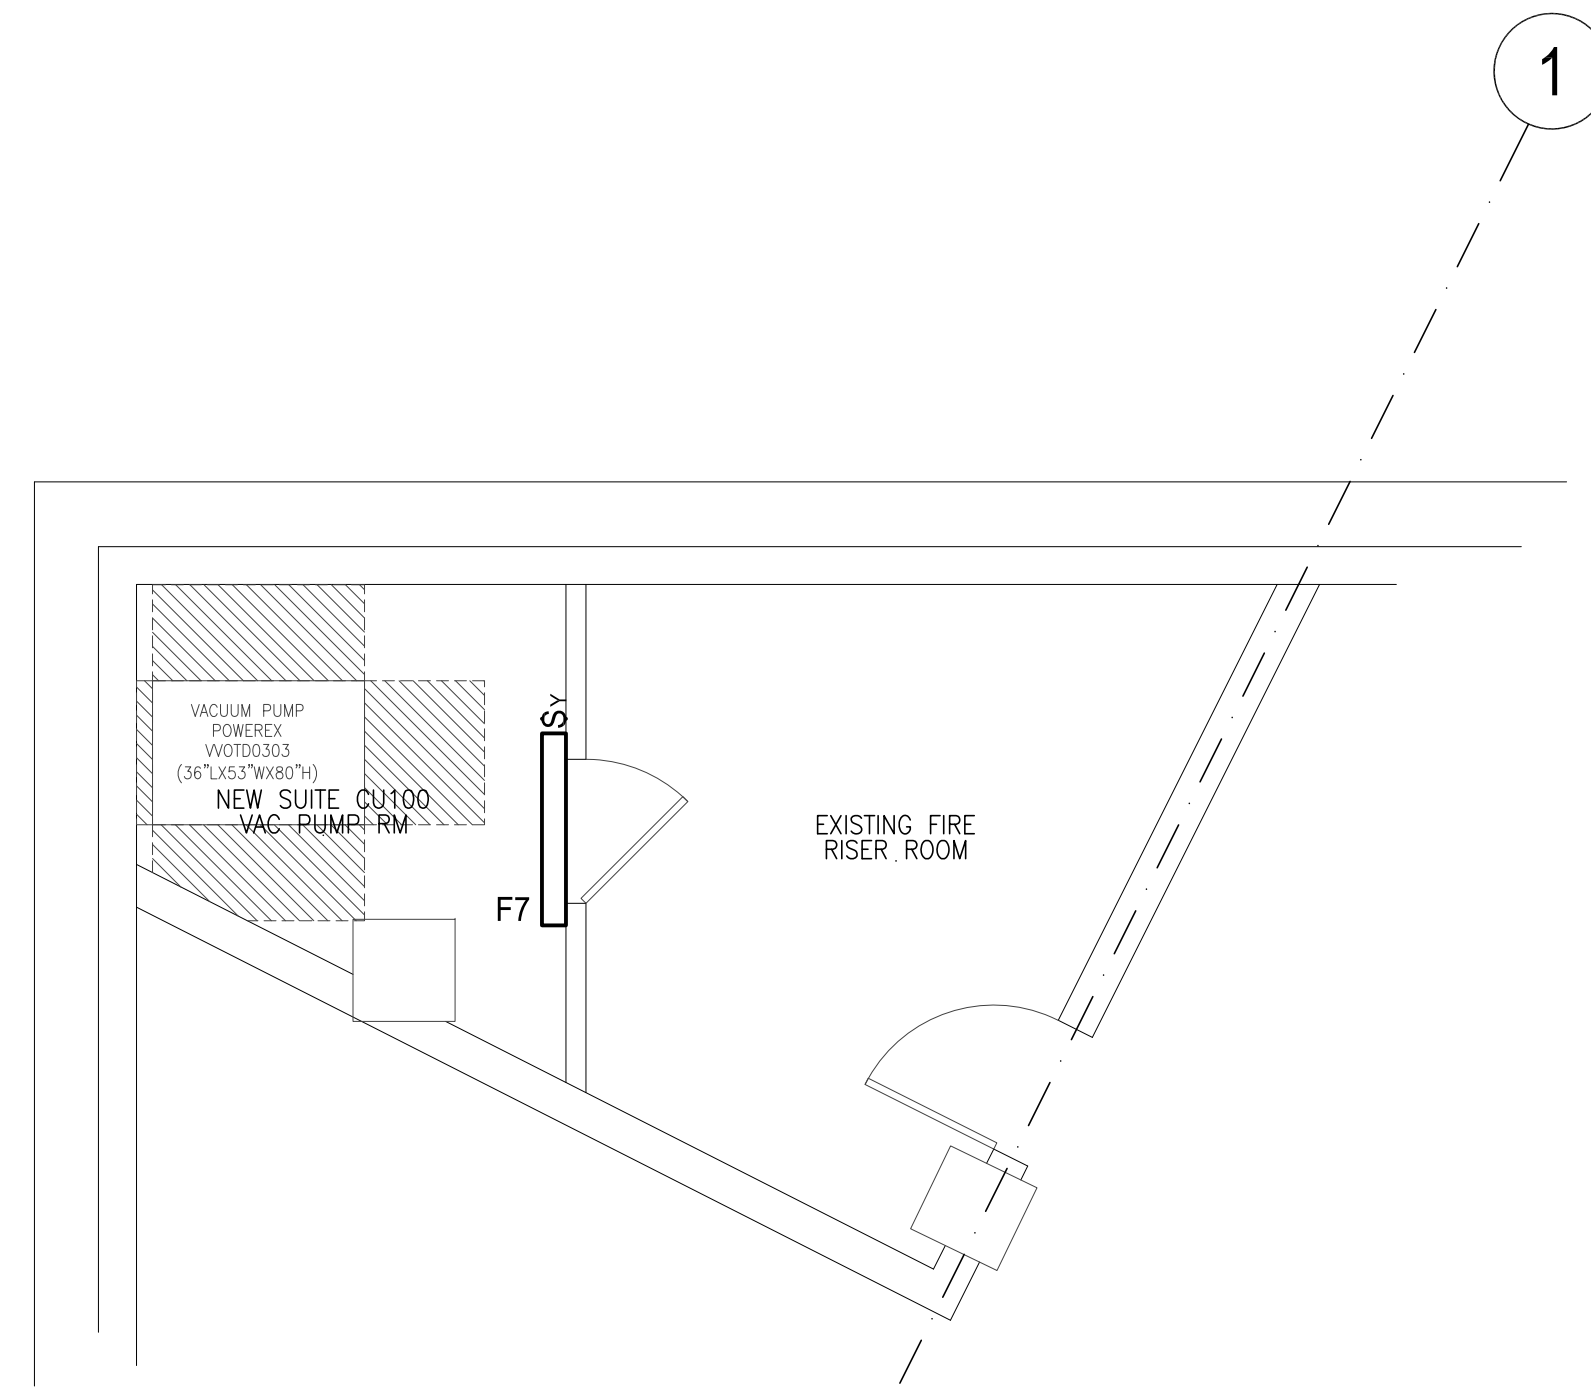 1
VACUUM PUMP
POWEREX
VVOTD0303
(36"LX53"WX80"H)
NEW SUITE CU100
VAC PUMP RM
SY
F7
EXISTING FIRE
RISER ROOM